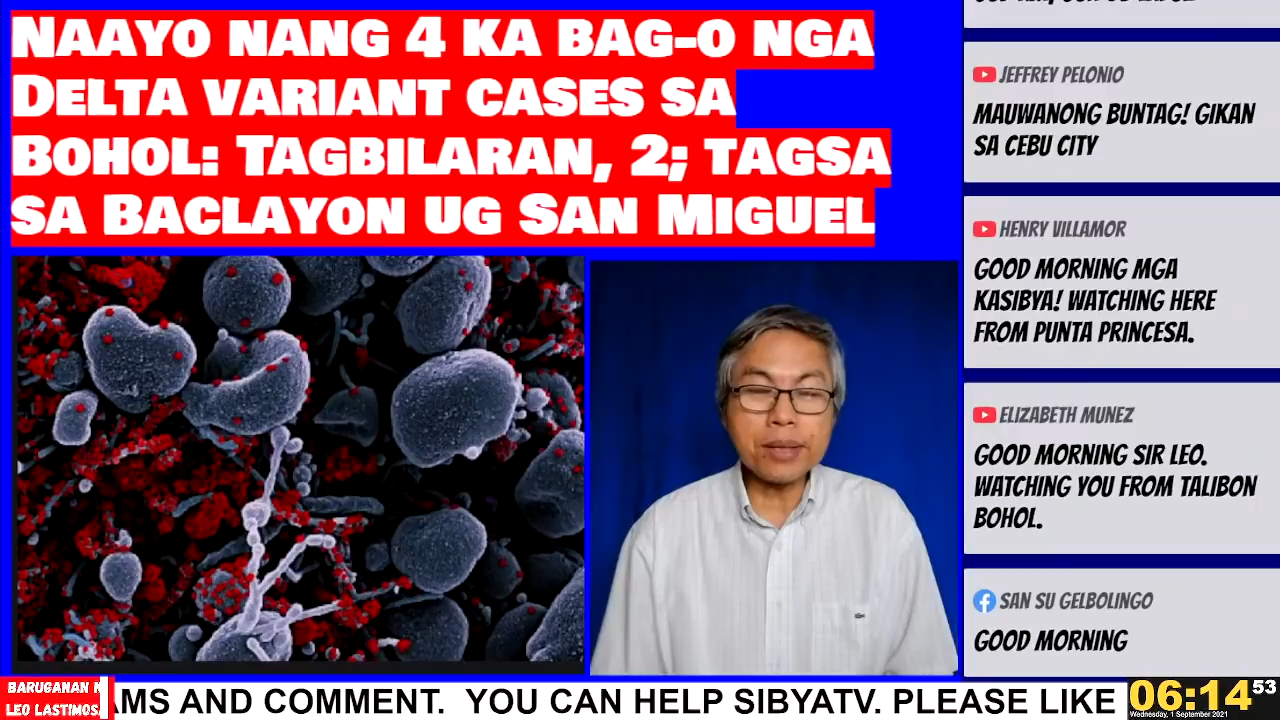 Naayo nang 4 ka bag-o nga
Delta variant cases sa
Bohol: Tagbilaran, 2; tagsa
sa Baclayon ug San Miguel
JEFFREY PELONIO
MAUWANONG BUNTAG! GIKAN
SA CEBU CITY
HENRY VILLAMOR
GOOD MORNING MGA
KASIBYA! WATCHING HERE
FROM PUNTA PRINCESA.
ELIZABETH MUNEZ
GOOD MORNING SIR LEO.
WATCHING YOU FROM TALIBON
BOHOL.
SAN SU GELBOLINGO
GOOD MORNING
BARUGANAN
LEO LASTIMOS
AMS AND COMMENT. YOU CAN HELP SIBYATV. PLEASE LIKE
06:14 53
Wednesday, 1 September 2021